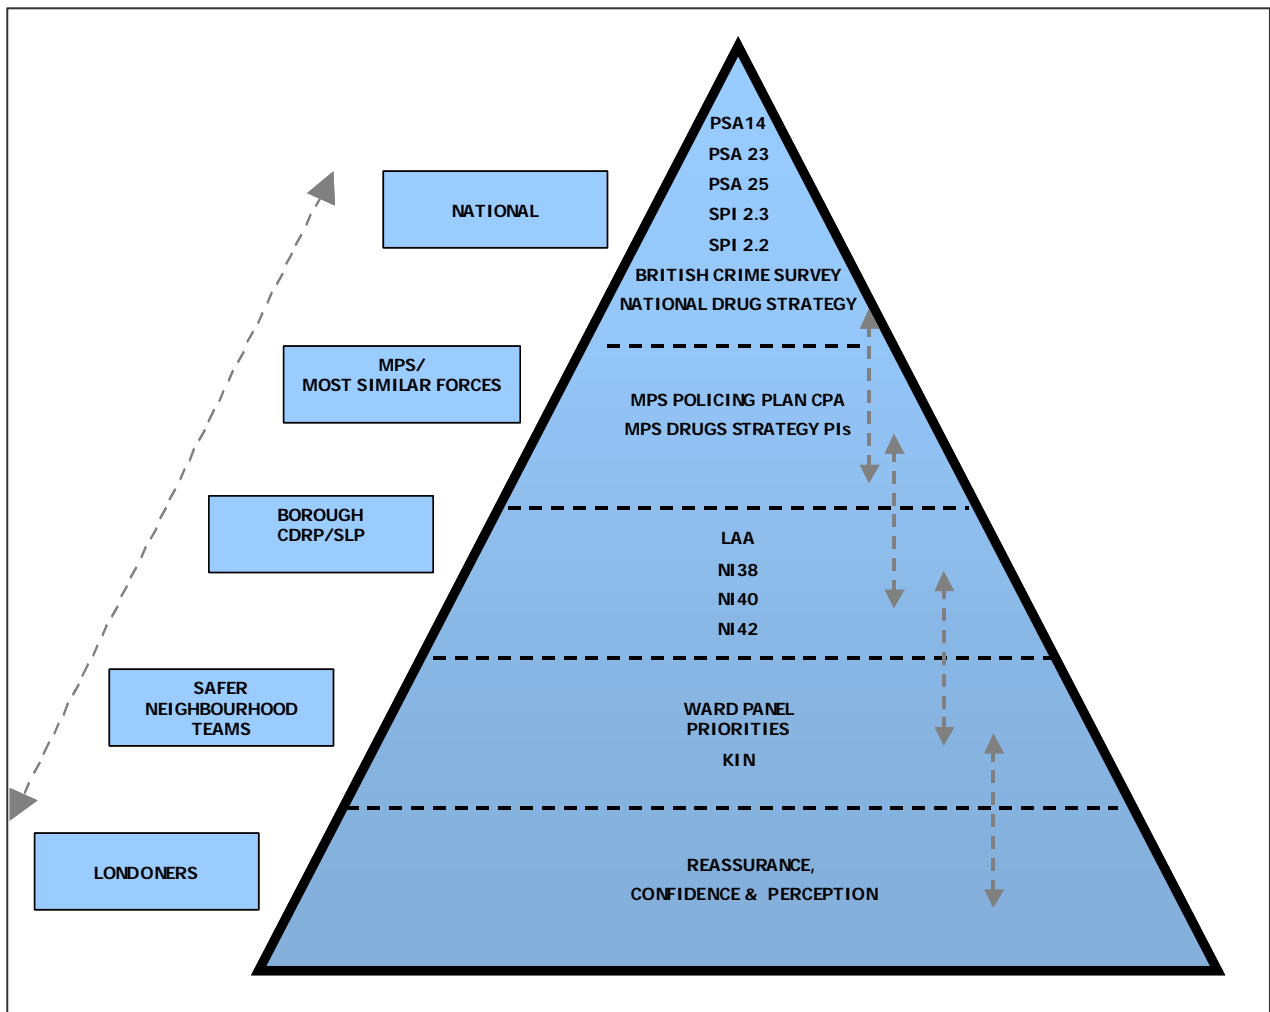 PSA14
PSA 23
PSA 25
SPI 2.3
SPI 2.2
BRITISH CRIME SURVEY
NATIONAL DRUG STRATEGY
NATIONAL
MPS/
MOST SIMILAR FORCES
MPS POLICING PLAN CPA
MPS DRUGS STRATEGY PIs
BOROUGH
CDRP/SLP
LAA
NI38
NI40
NI42
SAFER
NEIGHBOURHOOD
TEAMS
WARD PANEL
PRIORITIES
KIN
LONDONERS
REASSURANCE,
CONFIDENCE & PERCEPTION